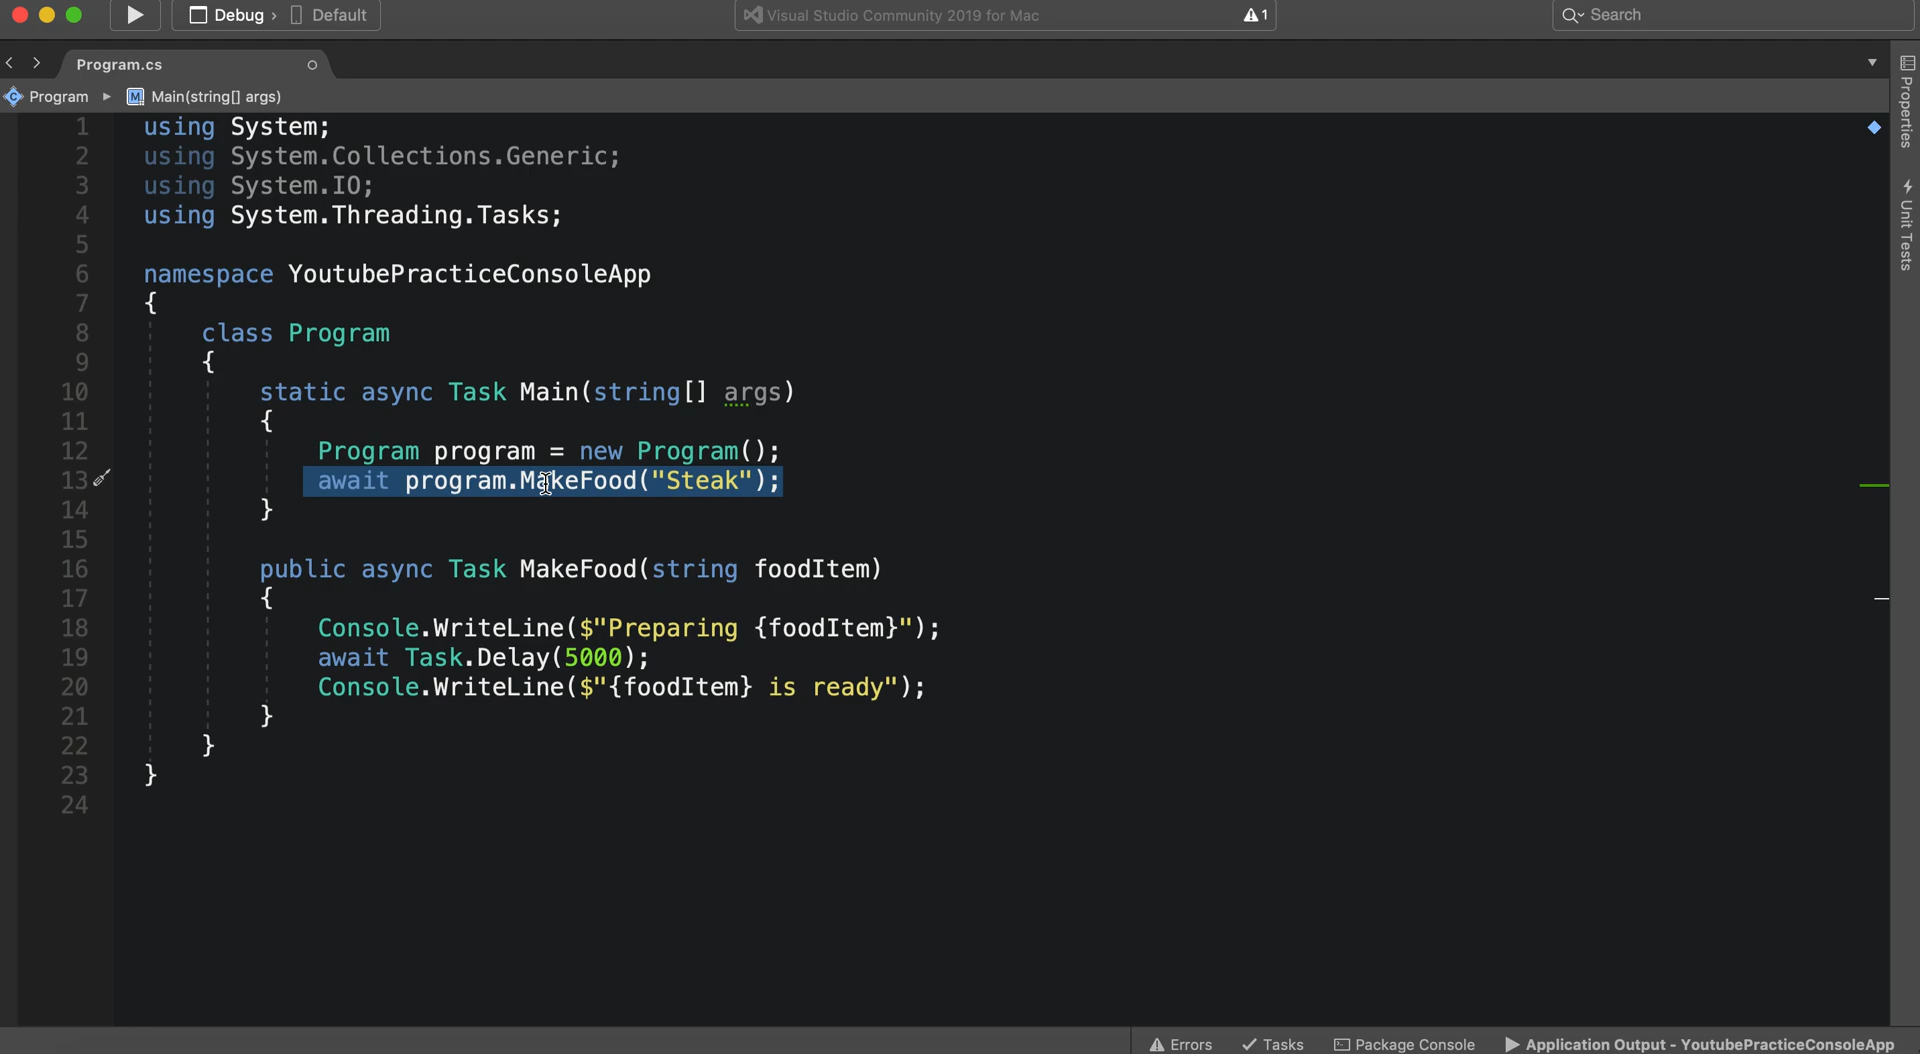 Debug › Default
Visual Studio Community 2019 for Mac
1
Search
Program.cs
Program ▸ M Main(string[] args)
Properties
Unit Tests
1 using System;
2 using System.Collections.Generic;
3 using System.IO;
4 using System.Threading.Tasks;
5
6 namespace YoutubePracticeConsoleApp
7 {
8 class Program
9 {
10 static async Task Main(string[] args)
11 {
12 Program program = new Program();
13 await program.MakeFood("Steak");
14 }
15
16 public async Task MakeFood(string foodItem)
17 {
18 Console.WriteLine($"Preparing {foodItem}");
19 await Task.Delay(5000);
20 Console.WriteLine($"{foodItem} is ready");
21 }
22 }
23 }
24
Errors
Tasks
Package Console
Application Output - YoutubePracticeConsoleApp